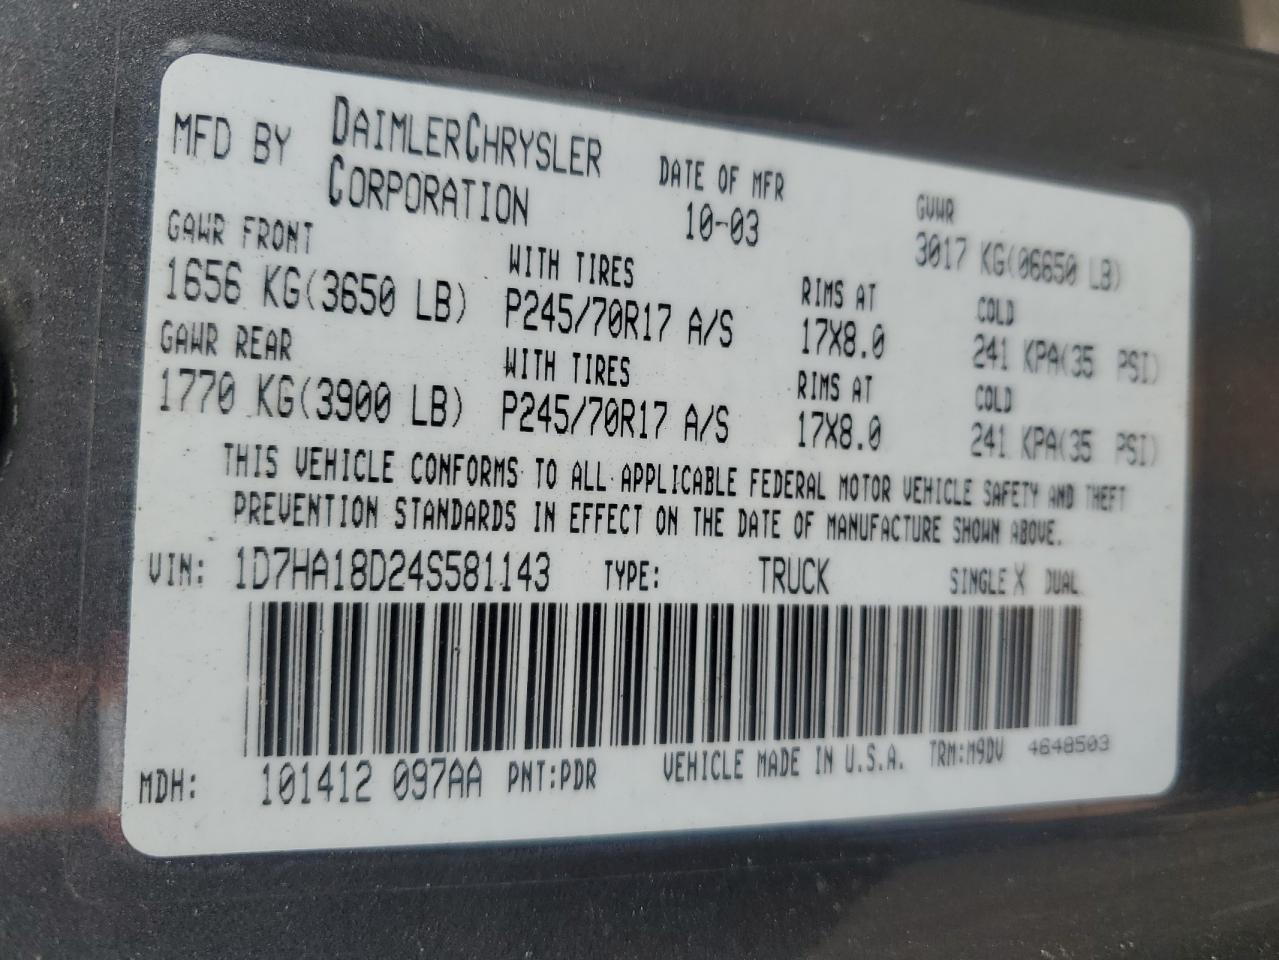 MFD BY DAIMLERCHRYSLER CORPORATION
DATE OF MFR 10-03
GVWR 3017 KG(06650 LB)
GAWR FRONT WITH TIRES RIMS AT COLD
1656 KG(3650 LB) P245/70R17 A/S 17X8.0 241 KPA(35 PSI)
GAWR REAR WITH TIRES RIMS AT COLD
1770 KG(3900 LB) P245/70R17 A/S 17X8.0 241 KPA(35 PSI)
THIS VEHICLE CONFORMS TO ALL APPLICABLE FEDERAL MOTOR VEHICLE SAFETY AND THEFT
PREVENTION STANDARDS IN EFFECT ON THE DATE OF MANUFACTURE SHOWN ABOVE.
VIN: 1D7HA18D24S581143 TYPE: TRUCK SINGLE X DUAL
MDH: 101412 097AA PNT:PDR VEHICLE MADE IN U.S.A. TRM:M9DV 4648503